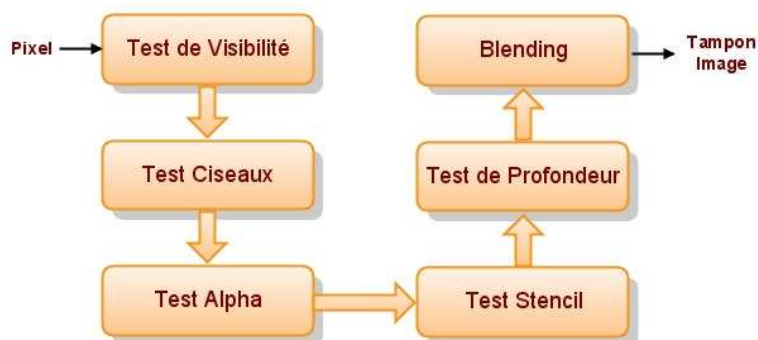 Pixel
Test de Visibilité
Test Ciseaux
Test Alpha
Test Stencil
Test de Profondeur
Blending
Tampon
Image